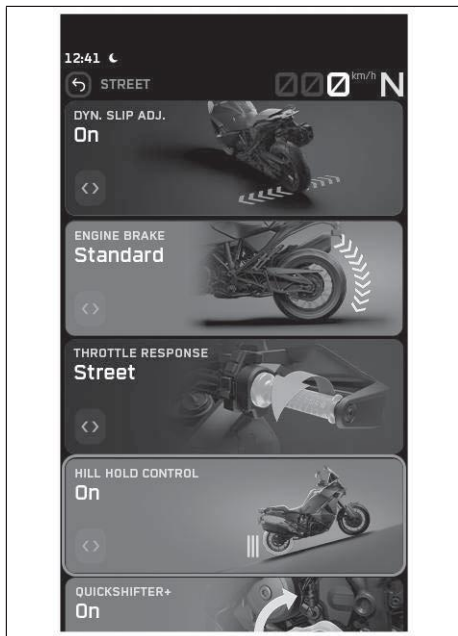 12:41
STREET
000 km/h N
DYN. SLIP ADJ.
On
ENGINE BRAKE
Standard
THROTTLE RESPONSE
Street
HILL HOLD CONTROL
On
QUICKSHIFTER+
On